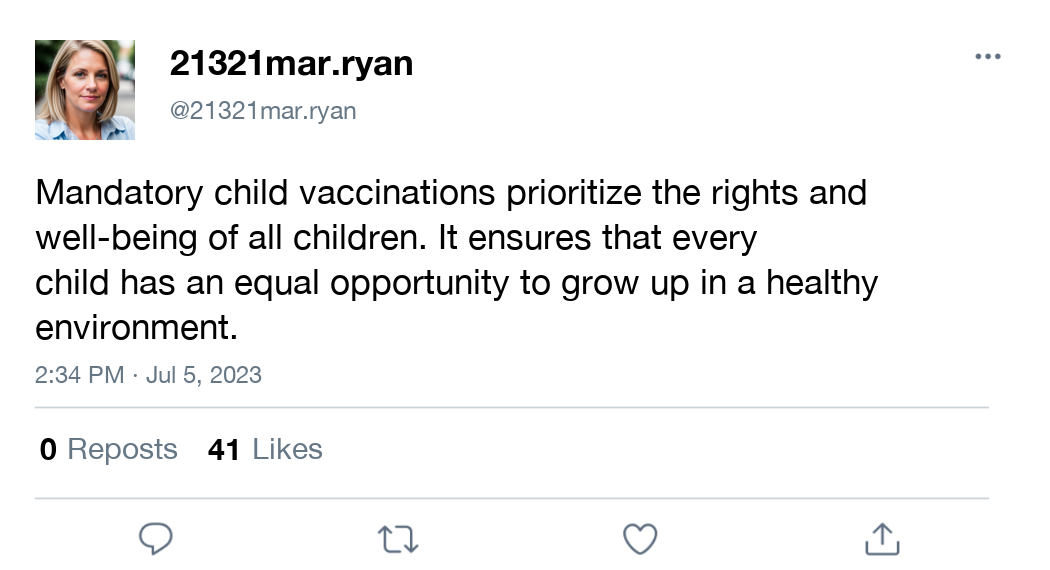 21321mar.ryan
@21321mar.ryan
Mandatory child vaccinations prioritize the rights and
well-being of all children. It ensures that every
child has an equal opportunity to grow up in a healthy
environment.
2:34 PM · Jul 5, 2023
0 Reposts 41 Likes